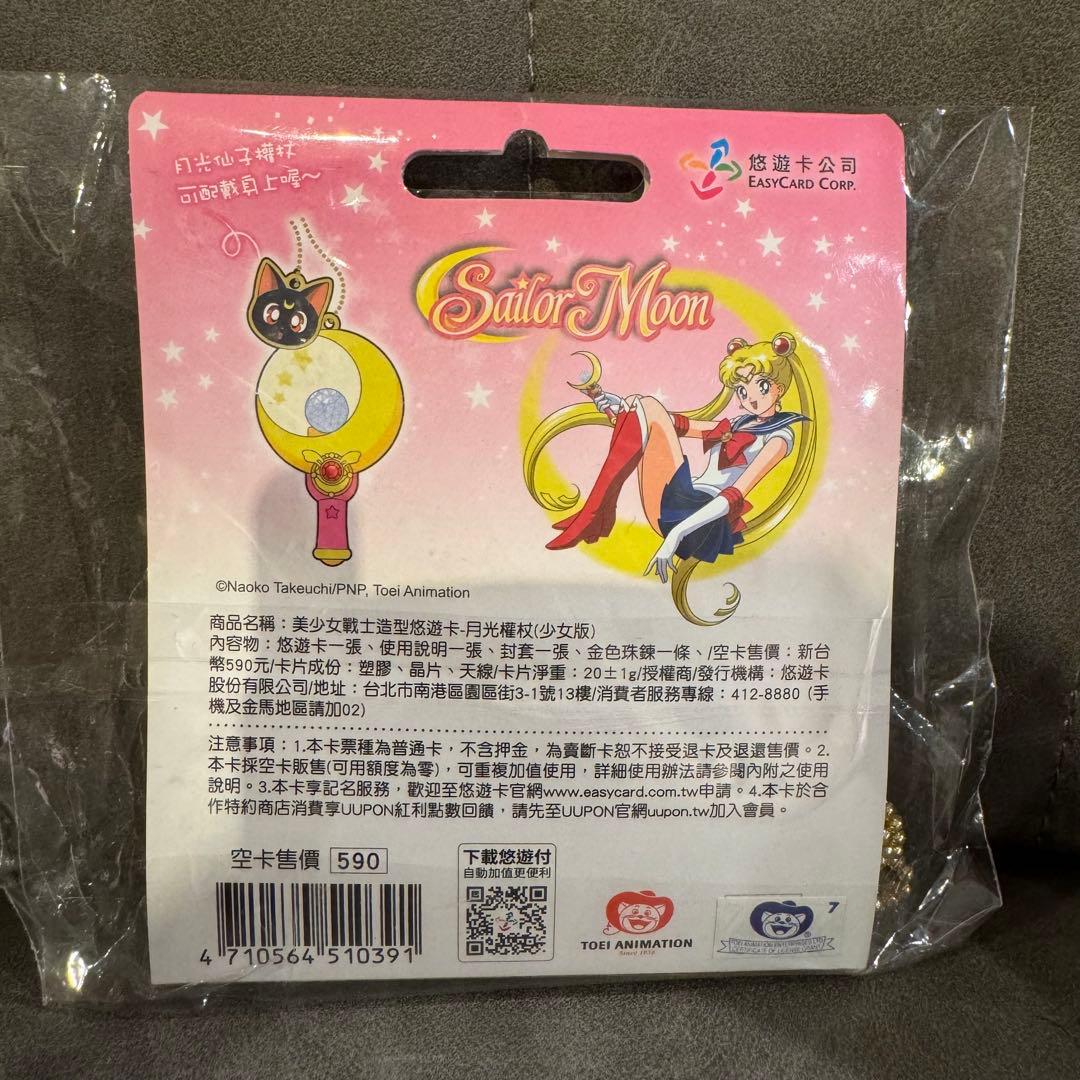 月光仙子權杖
可配戴身上喔～
悠遊卡公司
EASYCARD CORP.
Sailor Moon
©Naoko Takeuchi/PNP, Toei Animation
商品名稱：美少女戰士造型悠遊卡-月光權杖(少女版)
內容物：悠遊卡一張、使用說明一張、封套一張、金色珠鍊一條、/空卡售價：新台
幣590元/卡片成份：塑膠、晶片、天線/卡片淨重：20±1g/授權商/發行機構：悠遊卡
股份有限公司/地址：台北市南港區園區街3-1號13樓/消費者服務專線：412-8880 (手
機及金馬地區請加02)
注意事項：1.本卡票種為普通卡，不含押金，為賣斷卡恕不接受退卡及退還售價。2.
本卡採空卡販售(可用額度為零)，可重複加值使用，詳細使用辦法請參閱內附之使用
說明。3.本卡享記名服務，歡迎至悠遊卡官網www.easycard.com.tw申請。4.本卡於合
作特約商店消費享UUPON紅利點數回饋，請先至UUPON官網uupon.tw加入會員。
空卡售價 590
下載悠遊付
自動加值更便利
4 710564 510391
TOEI ANIMATION
Since 1956
7
TOEI ANIMATION ENTERPRISES LTD.
CERTIFICATE OF LICENSE GRANT